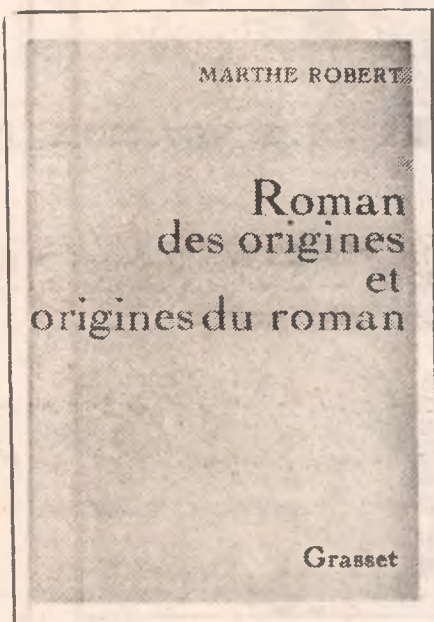 MARTHE ROBERT
Roman
des origines
et
origines du roman
Grasset